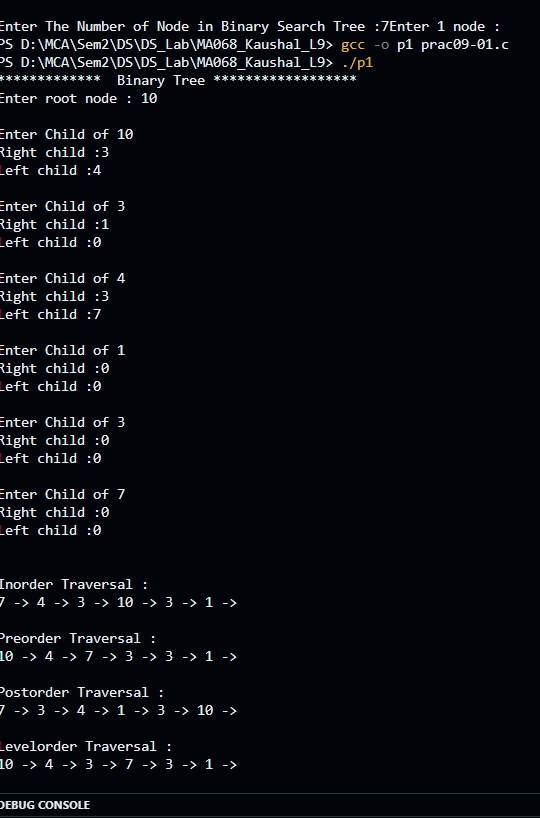 Enter The Number of Node in Binary Search Tree :7Enter 1 node :
PS D:\MCA\Sem2\DS\DS_Lab\MA068_Kaushal_L9> gcc -o p1 prac09-01.c
PS D:\MCA\Sem2\DS\DS_Lab\MA068_Kaushal_L9> ./p1
************* Binary Tree ******************
Enter root node : 10
Enter Child of 10
Right child :3
Left child :4
Enter Child of 3
Right child :1
Left child :0
Enter Child of 4
Right child :3
Left child :7
Enter Child of 1
Right child :0
Left child :0
Enter Child of 3
Right child :0
Left child :0
Enter Child of 7
Right child :0
Left child :0
Inorder Traversal :
7 -> 4 -> 3 -> 10 -> 3 -> 1 ->
Preorder Traversal :
10 -> 4 -> 7 -> 3 -> 3 -> 1 ->
Postorder Traversal :
7 -> 3 -> 4 -> 1 -> 3 -> 10 ->
Levelorder Traversal :
10 -> 4 -> 3 -> 7 -> 3 -> 1 ->
DEBUG CONSOLE